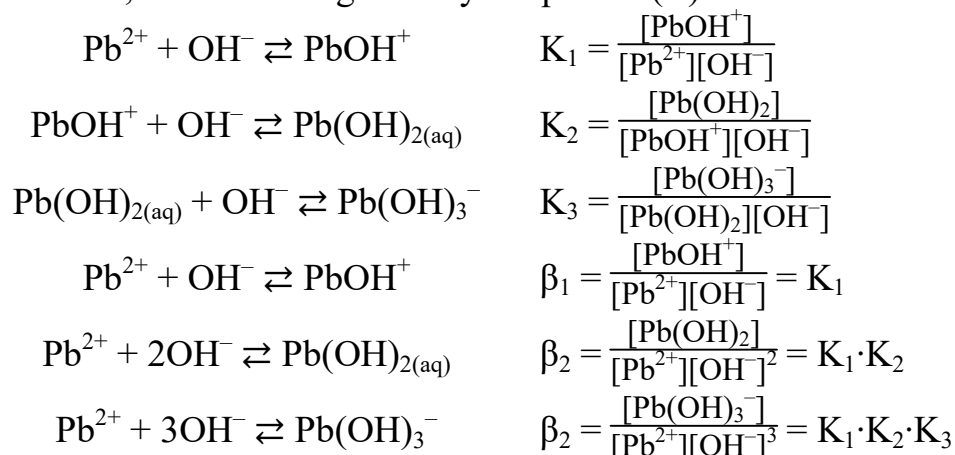 Pb²⁺ + OH⁻ ⇄ PbOH⁺ K₁ = [PbOH⁺] / [Pb²⁺][OH⁻]
PbOH⁺ + OH⁻ ⇄ Pb(OH)₂₍aq₎ K₂ = [Pb(OH)₂] / [PbOH⁺][OH⁻]
Pb(OH)₂₍aq₎ + OH⁻ ⇄ Pb(OH)₃⁻ K₃ = [Pb(OH)₃⁻] / [Pb(OH)₂][OH⁻]
Pb²⁺ + OH⁻ ⇄ PbOH⁺ β₁ = [PbOH⁺] / [Pb²⁺][OH⁻] = K₁
Pb²⁺ + 2OH⁻ ⇄ Pb(OH)₂₍aq₎ β₂ = [Pb(OH)₂] / [Pb²⁺][OH⁻]² = K₁·K₂
Pb²⁺ + 3OH⁻ ⇄ Pb(OH)₃⁻ β₂ = [Pb(OH)₃⁻] / [Pb²⁺][OH⁻]³ = K₁·K₂·K₃